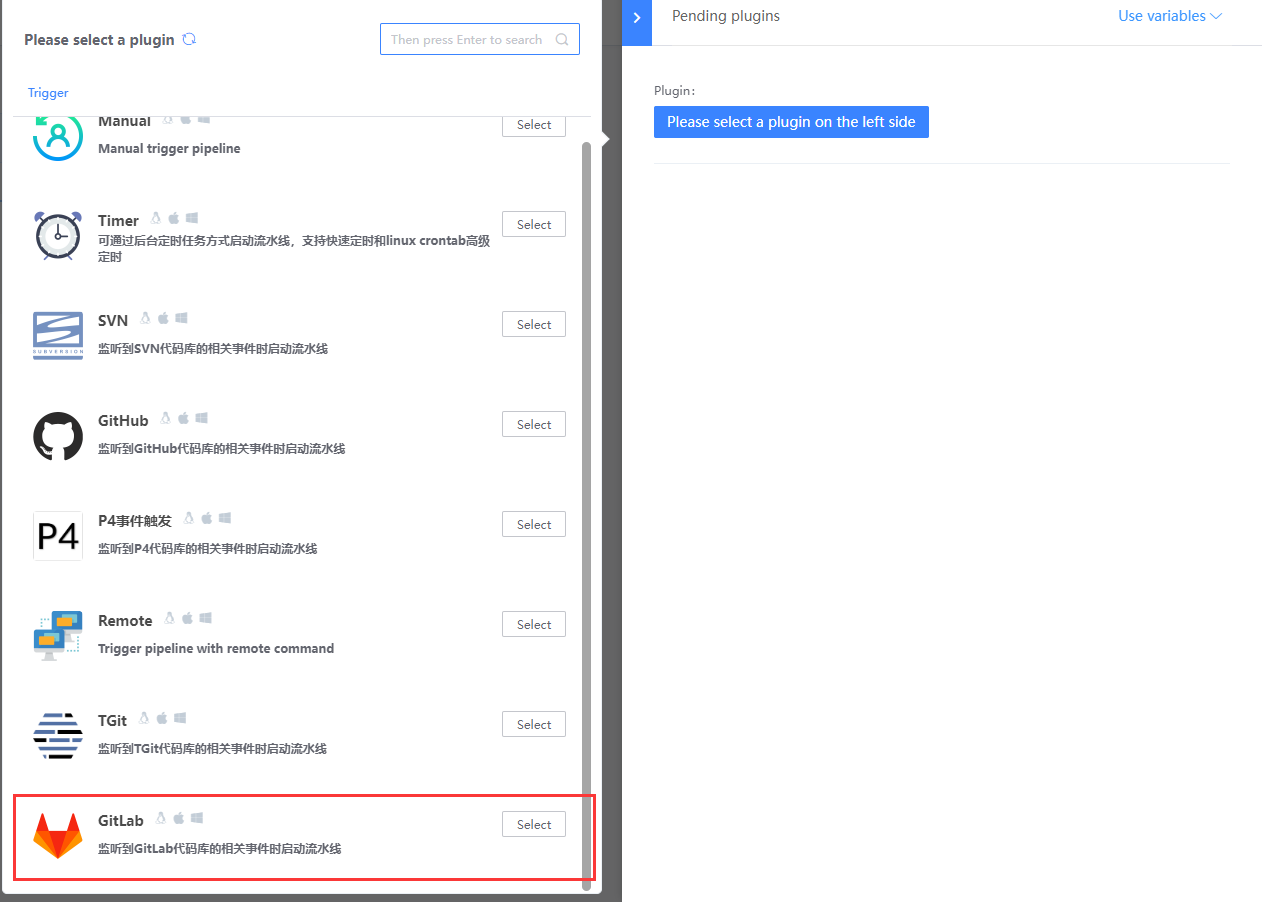 Please select a plugin
Then press Enter to search
Trigger
Manual
Select
Manual trigger pipeline
Timer
Select
可通过后台定时任务方式启动流水线，支持快速定时和linux crontab高级
定时
SVN
Select
SUBVERSION
监听到SVN代码库的相关事件时启动流水线
GitHub
Select
监听到GitHub代码库的相关事件时启动流水线
P4
P4事件触发
Select
监听到P4代码库的相关事件时启动流水线
Remote
Select
Trigger pipeline with remote command
TGit
Select
监听到TGit代码库的相关事件时启动流水线
GitLab
Select
监听到GitLab代码库的相关事件时启动流水线
Pending plugins
Use variables
Plugin:
Please select a plugin on the left side